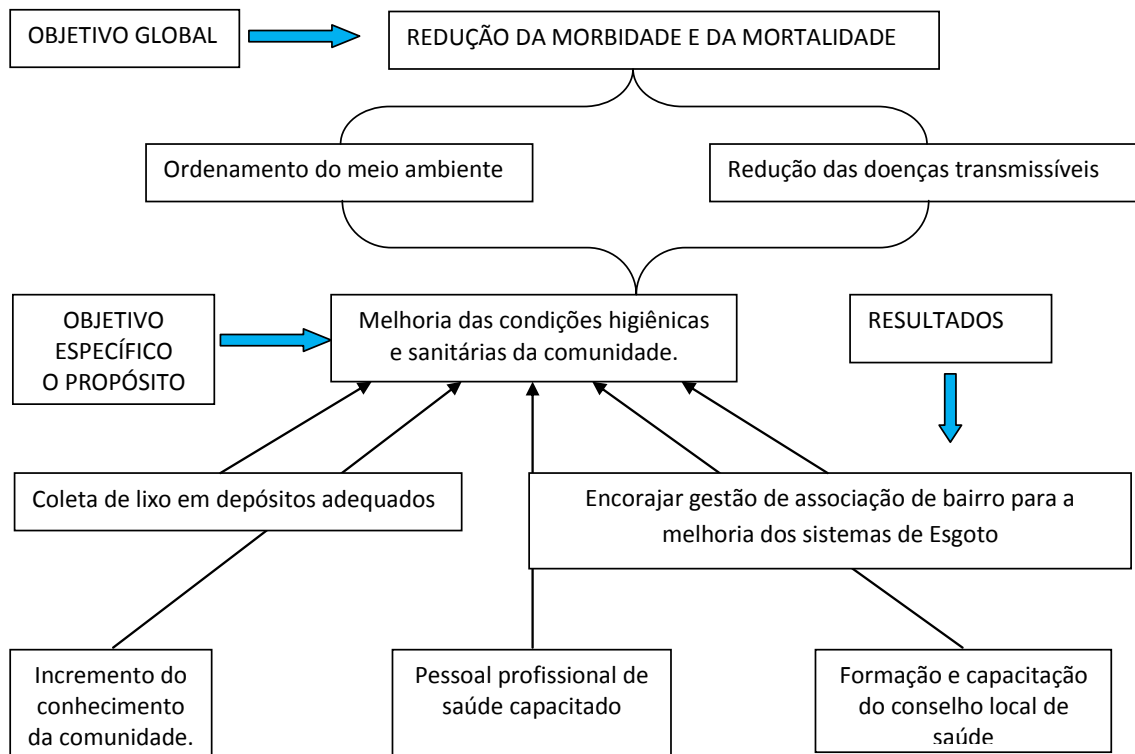 OBJETIVO GLOBAL
REDUÇÃO DA MORBIDADE E DA MORTALIDADE
Ordenamento do meio ambiente
Redução das doenças transmissíveis
OBJETIVO
ESPECÍFICO
O PROPÓSITO
Melhoria das condições higiênicas
e sanitárias da comunidade.
RESULTADOS
Coleta de lixo em depósitos adequados
Encorajar gestão de associação de bairro para a
melhoria dos sistemas de Esgoto
Incremento do
conhecimento
da comunidade.
Pessoal profissional de
saúde capacitado
Formação e capacitação
do conselho local de
saúde